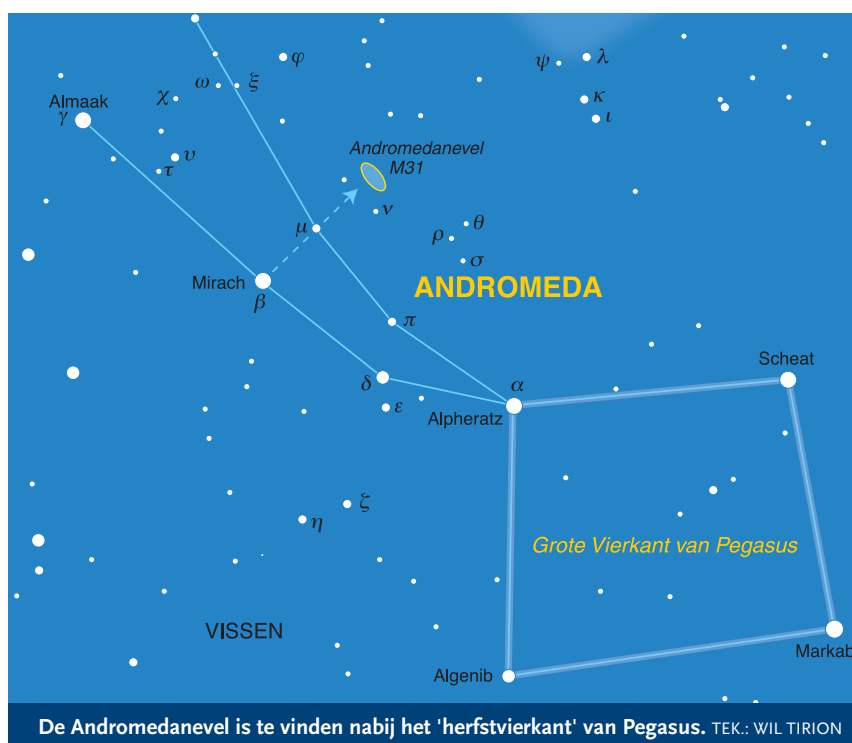 φ
ψ
λ
ω
ξ
χ
κ
Almaak
γ
ι
Andromedanevel
M31
υ
τ
ν
θ
μ
ρ
σ
Mirach
ANDROMEDA
β
π
Scheat
δ
α
ε
Alpheratz
ζ
η
Grote Vierkant van Pegasus
VISSEN
Markab
Algenib
De Andromedanevel is te vinden nabij het 'herfstvierkant' van Pegasus. TEK.: WIL TIRION